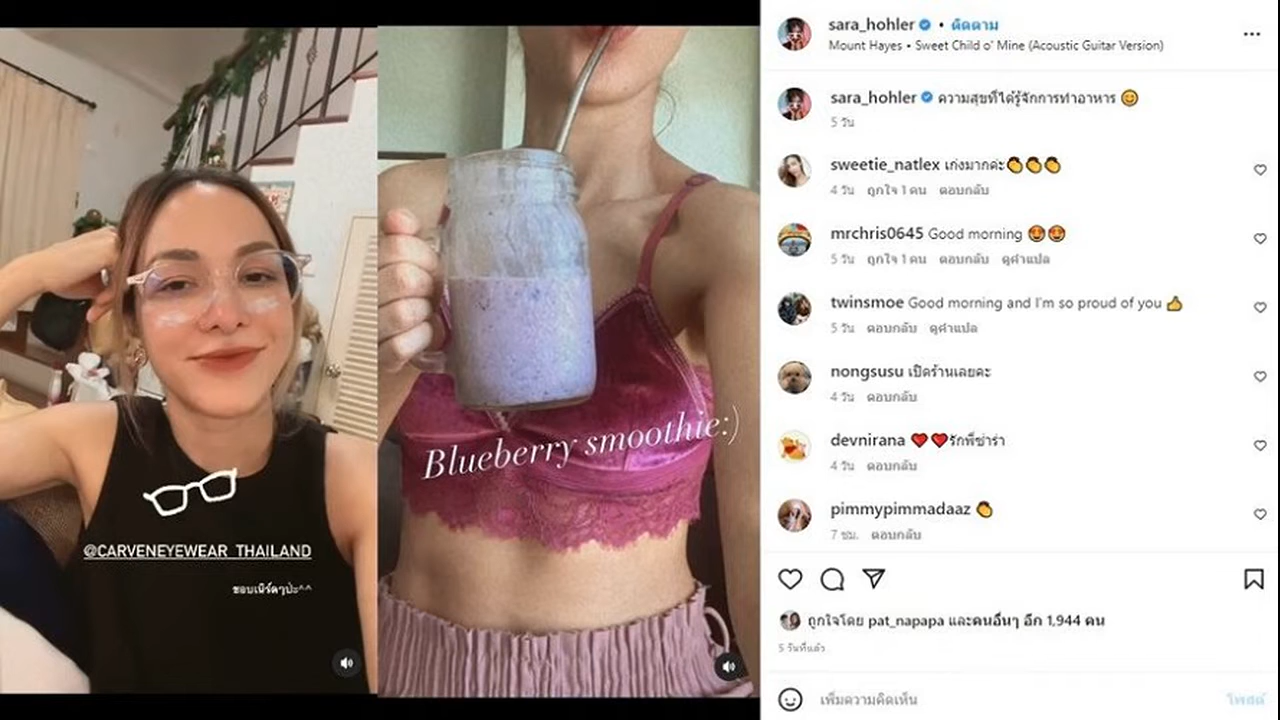 @CARVENEYEWEAR_THAILAND
ชอบเนิร์ดๆป่ะ^^
Blueberry smoothie:)
sara_hohler • ติดตาม
Mount Hayes • Sweet Child o' Mine (Acoustic Guitar Version)
sara_hohler ความสุขที่ได้รู้จักการทำอาหาร 😊
5 วัน
sweetie_natlex เก่งมากค่ะ👏👏👏
4 วัน ถูกใจ 1 คน ตอบกลับ
mrchris0645 Good morning 😍😍
5 วัน ถูกใจ 1 คน ตอบกลับ ดูคำแปล
twinsmoe Good morning and I'm so proud of you 👍
5 วัน ตอบกลับ ดูคำแปล
nongsusu เปิดร้านเลยคะ
4 วัน ตอบกลับ
devnirana ❤️❤️รักพี่ซาร่า
4 วัน ตอบกลับ
pimmypimmadaaz 👏
7 ชม. ตอบกลับ
ถูกใจโดย pat_napapa และคนอื่นๆ อีก 1,944 คน
5 วันที่แล้ว
เพิ่มความคิดเห็น
โพสต์